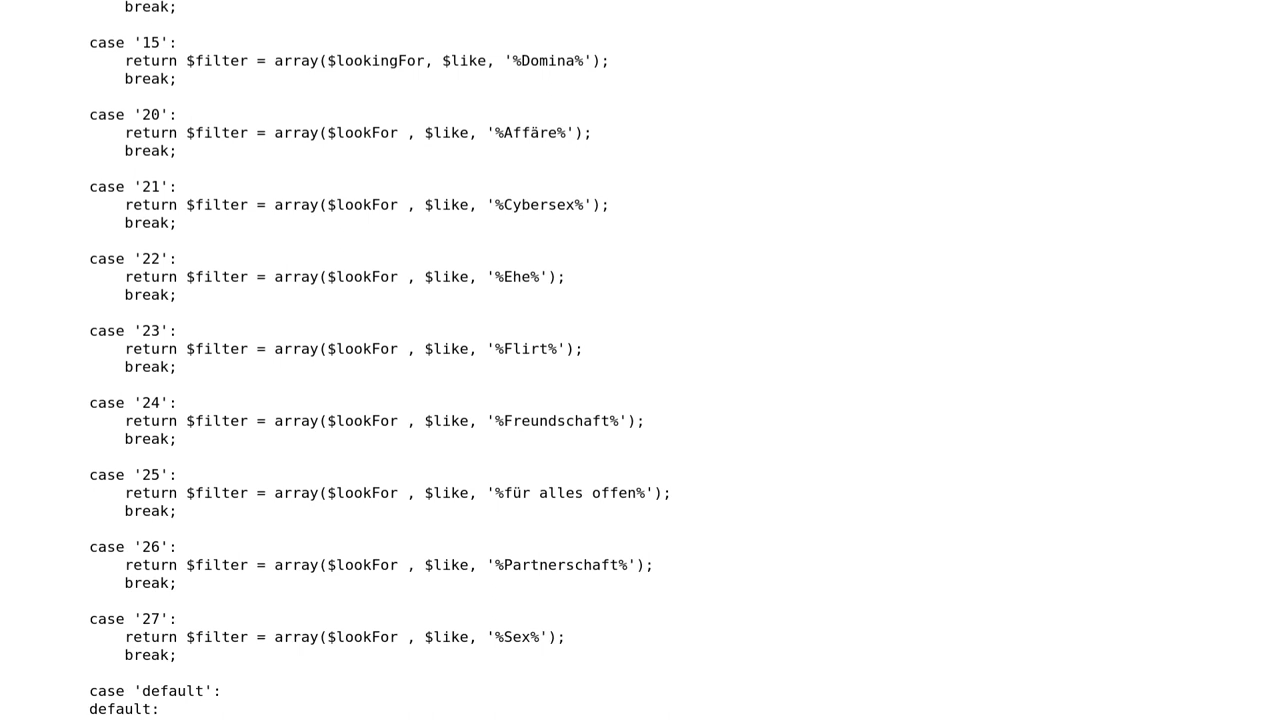 break;
case '15':
return $filter = array($lookingFor, $like, '%Domina%');
break;
case '20':
return $filter = array($lookFor , $like, '%Affäre%');
break;
case '21':
return $filter = array($lookFor , $like, '%Cybersex%');
break;
case '22':
return $filter = array($lookFor , $like, '%Ehe%');
break;
case '23':
return $filter = array($lookFor , $like, '%Flirt%');
break;
case '24':
return $filter = array($lookFor , $like, '%Freundschaft%');
break;
case '25':
return $filter = array($lookFor , $like, '%für alles offen%');
break;
case '26':
return $filter = array($lookFor , $like, '%Partnerschaft%');
break;
case '27':
return $filter = array($lookFor , $like, '%Sex%');
break;
case 'default':
default: